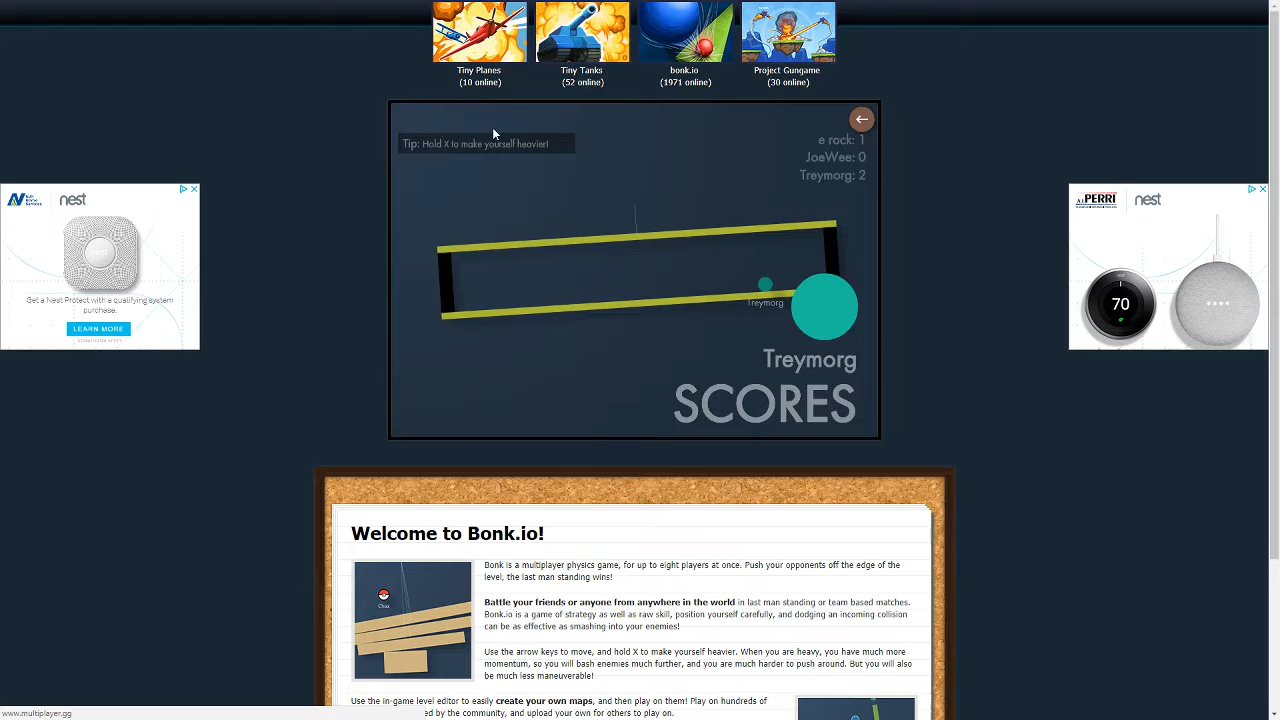 Tiny Planes
(10 online)
Tiny Tanks
(52 online)
bonk.io
(1971 online)
Project Gungame
(30 online)
Tip: Hold X to make yourself heavier!
e rock: 1
JoeWee: 0
Treymorg: 2
Treymorg
Treymorg
SCORES
nest
Get a Nest Protect with a qualifying system
purchase.
LEARN MORE
PERRI
nest
70
Welcome to Bonk.io!
Chaz
Bonk is a multiplayer physics game, for up to eight players at once. Push your opponents off the edge of the
level, the last man standing wins!
Battle your friends or anyone from anywhere in the world in last man standing or team based matches.
Bonk.io is a game of strategy as well as raw skill, position yourself carefully, and dodging an incoming collision
can be as effective as smashing into your enemies!
Use the arrow keys to move, and hold X to make yourself heavier. When you are heavy, you have much more
momentum, so you will bash enemies much further, and you are much harder to push around. But you will also
be much less maneuverable!
Use the in-game level editor to easily create your own maps, and then play on them! Play on hundreds of
ed by the community, and upload your own for others to play on.
www.multiplayer.gg